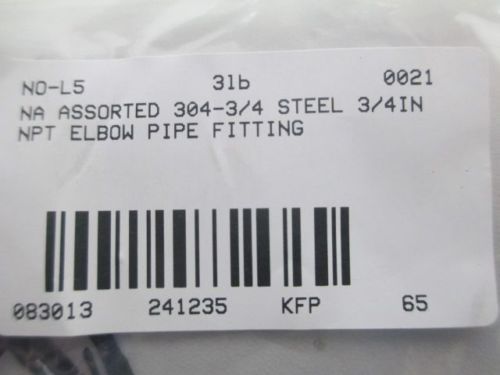 NO-L5 3lb 0021
NA ASSORTED 304-3/4 STEEL 3/4IN
NPT ELBOW PIPE FITTING
083013 241235 KFP 65